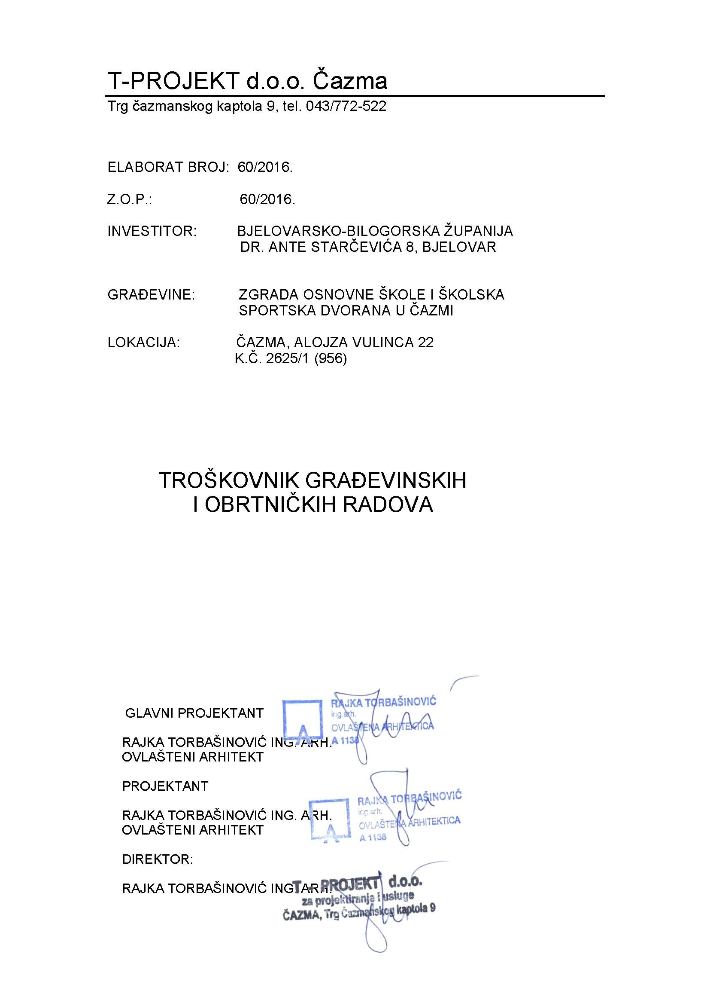 T-PROJEKT d.o.o. Čazma
Trg čazmanskog kaptola 9, tel. 043/772-522
ELABORAT BROJ: 60/2016.
Z.O.P.: 60/2016.
INVESTITOR: BJELOVARSKO-BILOGORSKA ŽUPANIJA
DR. ANTE STARČEVIĆA 8, BJELOVAR
GRAĐEVINE: ZGRADA OSNOVNE ŠKOLE I ŠKOLSKA
SPORTSKA DVORANA U ČAZMI
LOKACIJA: ČAZMA, ALOJZA VULINCA 22
K.Č. 2625/1 (956)
TROŠKOVNIK GRAĐEVINSKIH
I OBRTNIČKIH RADOVA
GLAVNI PROJEKTANT
RAJKA TORBAŠINOVIĆ ING. ARH.
OVLAŠTENI ARHITEKT
RAJKA TORBAŠINOVIĆ
ing.arh.
OVLAŠTENA ARHITEKTICA
A 1138
PROJEKTANT
RAJKA TORBAŠINOVIĆ ING. ARH.
OVLAŠTENI ARHITEKT
RAJKA TORBAŠINOVIĆ
ing.arh.
OVLAŠTENA ARHITEKTICA
A 1138
DIREKTOR:
RAJKA TORBAŠINOVIĆ ING. ARH.
T - PROJEKT d.o.o.
za projektiranje i usluge
ČAZMA, Trg Čazmanskog kaptola 9